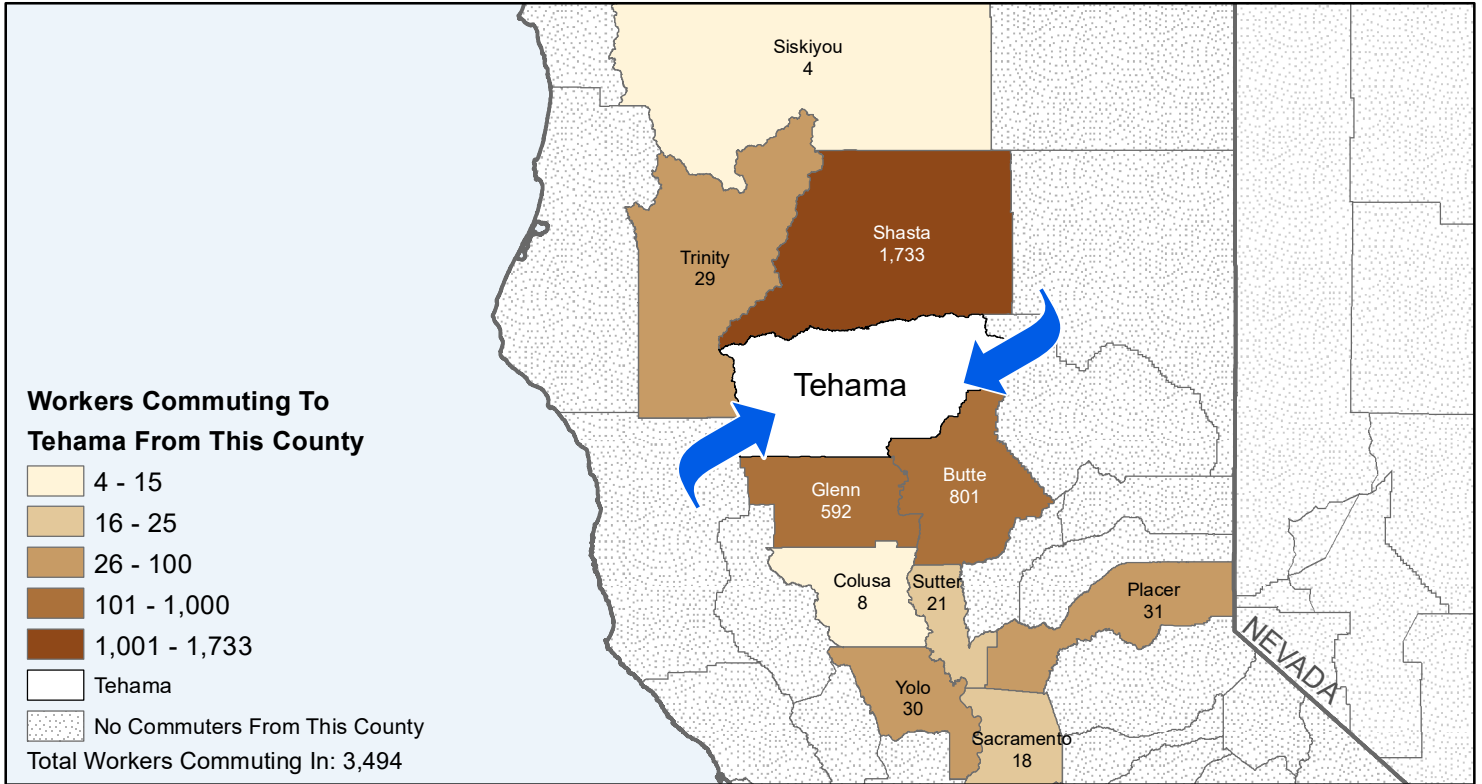 Siskiyou
4
Shasta
1,733
Trinity
29
Tehama
Butte
801
Glenn
592
Colusa
8
Sutter
21
Placer
31
Yolo
30
Sacramento
18
NEVADA
Workers Commuting To
Tehama From This County
4 - 15
16 - 25
26 - 100
101 - 1,000
1,001 - 1,733
Tehama
No Commuters From This County
Total Workers Commuting In: 3,494